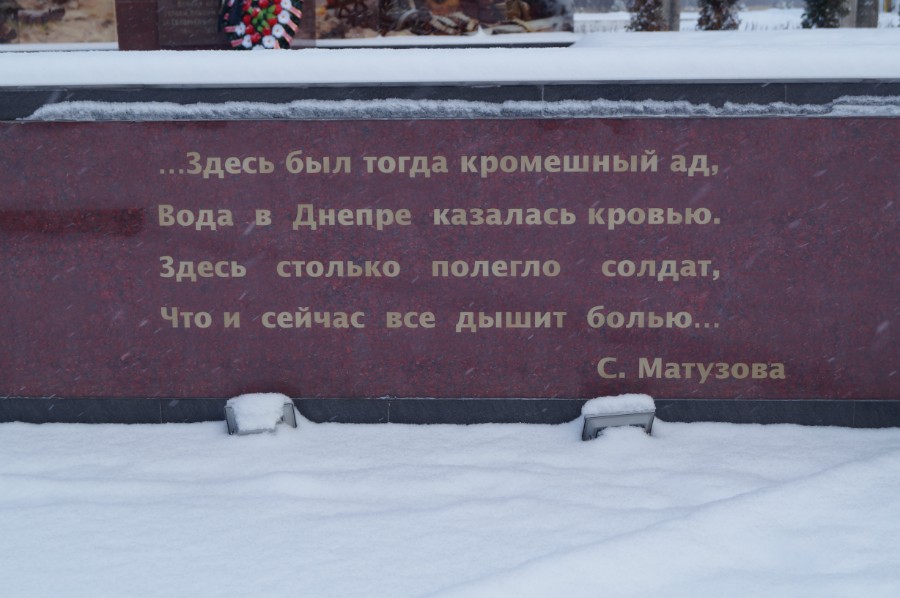 ...Здесь был тогда кромешный ад,
Вода в Днепре казалась кровью.
Здесь столько полегло солдат,
Что и сейчас все дышит болью...
С. Матузова